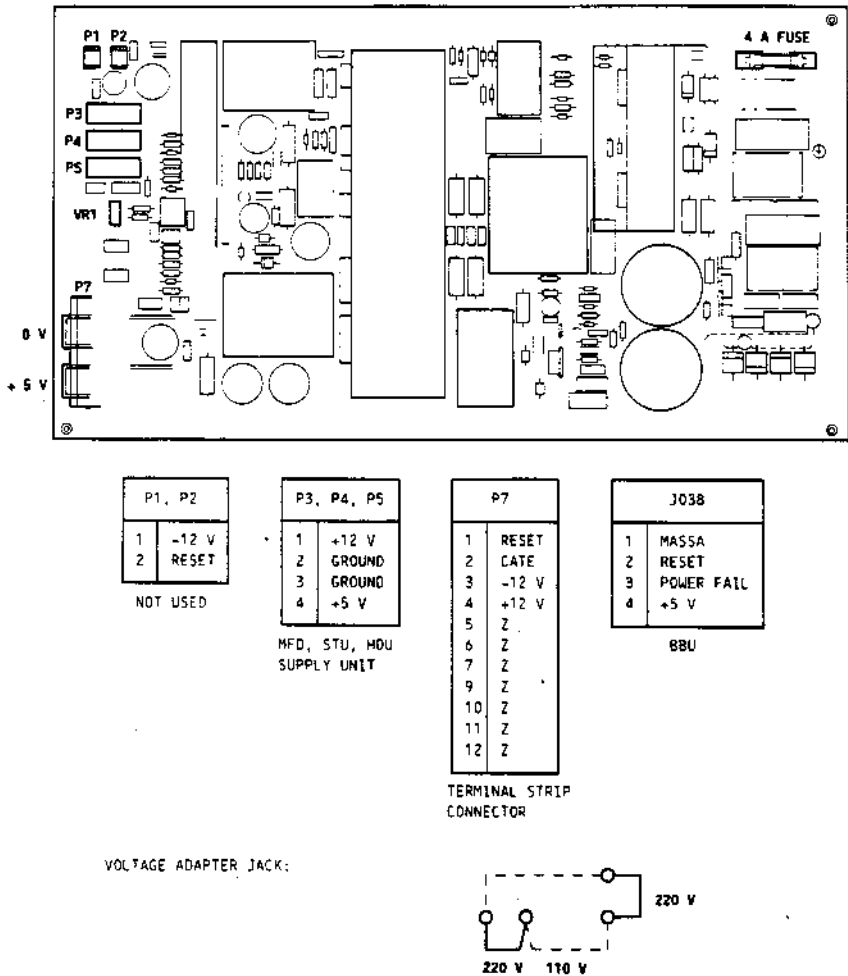 P1 P2
4 A FUSE
P3
P4
P5
VR1
P7
0 V
+ 5 V
P1, P2
1 -12 V
2 RESET
NOT USED
P3, P4, P5
1 +12 V
2 GROUND
3 GROUND
4 +5 V
MFD, STU, HDU
SUPPLY UNIT
P7
1 RESET
2 CATE
3 -12 V
4 +12 V
5 Z
6 Z
7 Z
9 Z
10 Z
11 Z
12 Z
TERMINAL STRIP
CONNECTOR
J038
1 MASSA
2 RESET
3 POWER FAIL
4 +5 V
BBU
VOLTAGE ADAPTER JACK:
220 V
220 V 110 V